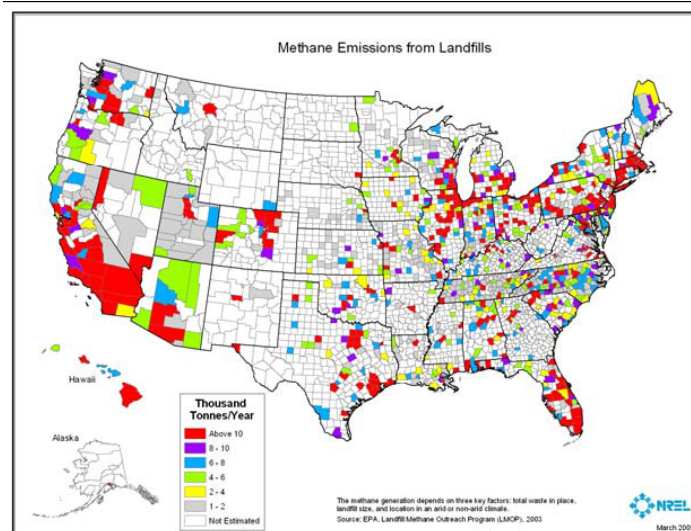 Methane Emissions from Landfills
Hawaii
Alaska
Thousand
Tonnes/Year
Above 10
8 - 10
6 - 8
4 - 6
2 - 4
1 - 2
Not Estimated
The methane generation depends on three key factors: total waste in place,
landfill size, and location in an arid or non-arid climate.
Source: EPA, Landfill Methane Outreach Program (LMOP), 2003
NREL